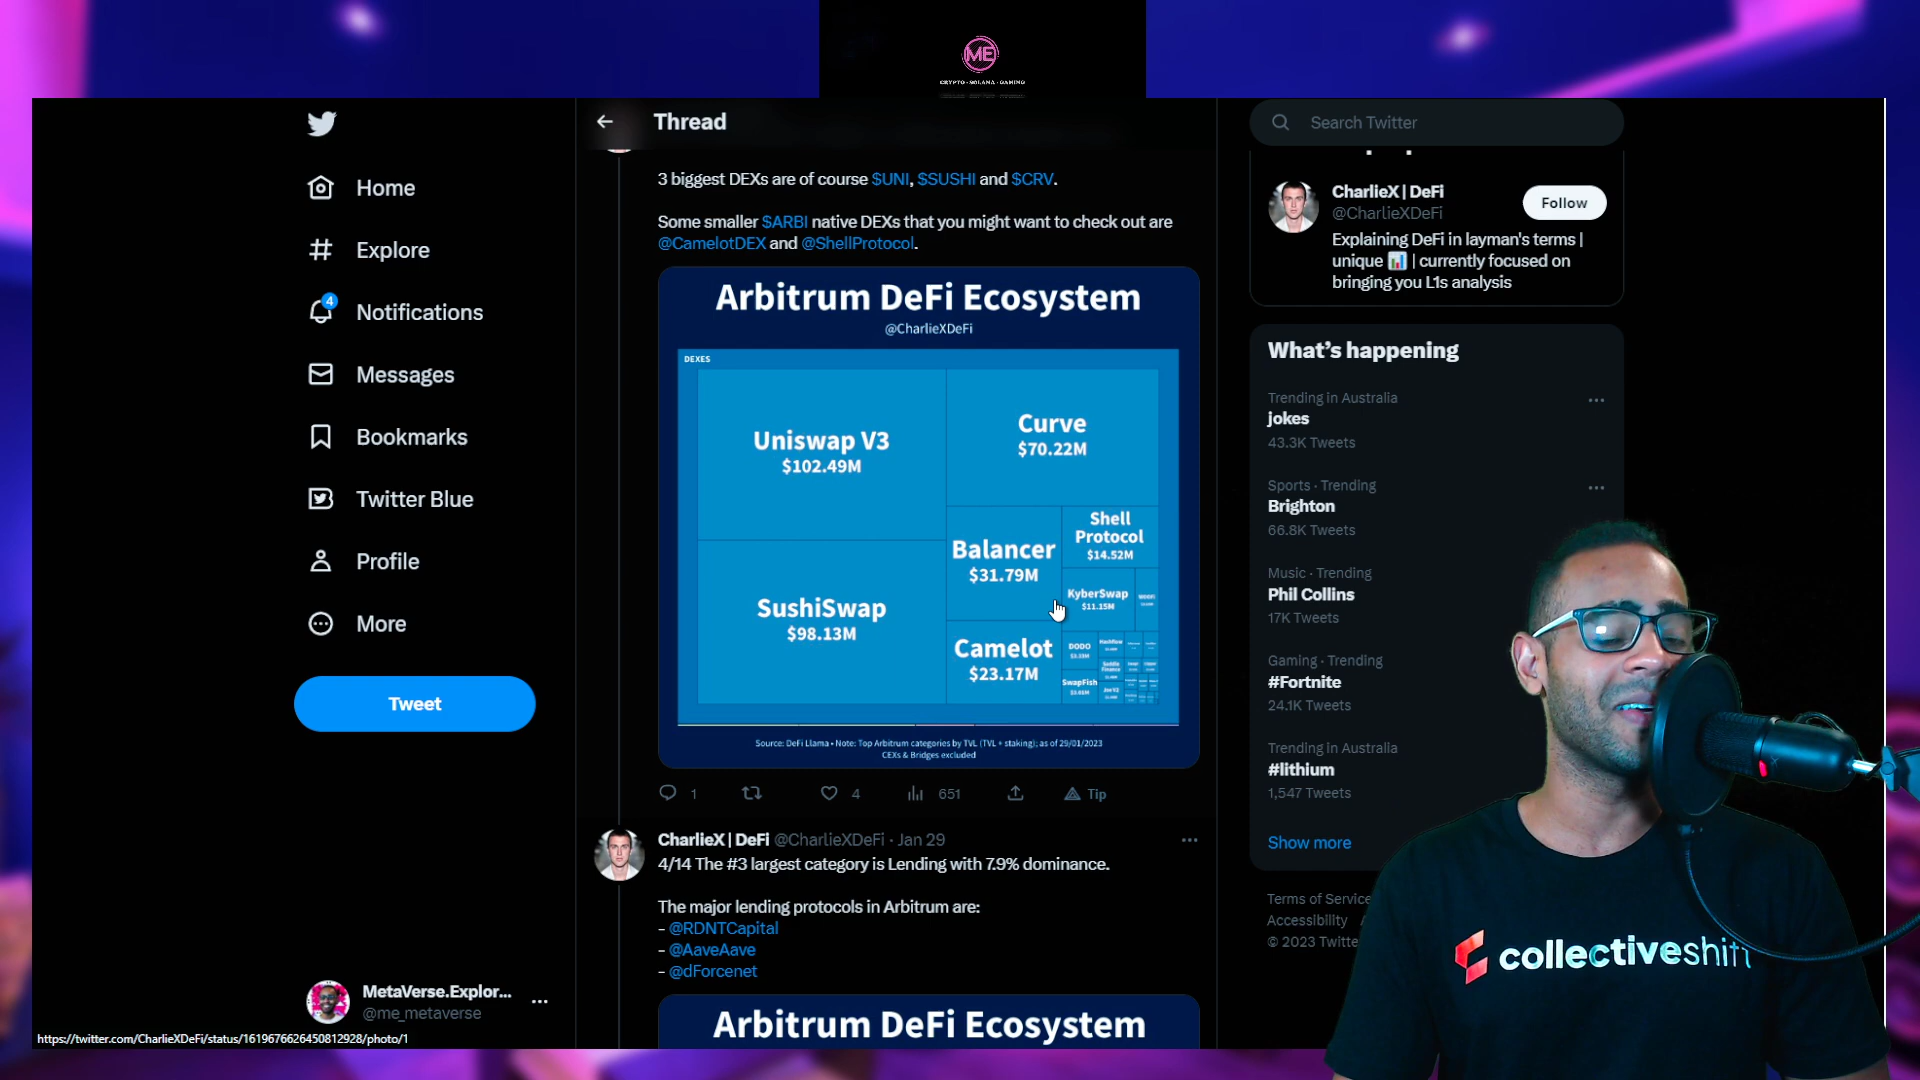 ME
CRYPTO · SOLANA · GAMING
Home
Explore
4
Notifications
Messages
Bookmarks
Twitter Blue
Profile
More
Tweet
MetaVerse.Explor...
@me_metaverse
https://twitter.com/CharlieXDeFi/status/1619676626450812928/photo/1
Thread
3 biggest DEXs are of course $UNI, $SUSHI and $CRV.
Some smaller $ARBI native DEXs that you might want to check out are
@CamelotDEX and @ShellProtocol.
Arbitrum DeFi Ecosystem
@CharlieXDeFi
DEXES
Uniswap V3
$102.49M
Curve
$70.22M
SushiSwap
$98.13M
Balancer
$31.79M
Shell
Protocol
$14.52M
KyberSwap
$11.15M
Camelot
$23.17M
DODO
SwapFish
Source: DeFi Llama • Note: Top Arbitrum categories by TVL (TVL + staking); as of 29/01/2023
CEXs & Bridges excluded
1
4
651
Tip
CharlieX | DeFi @CharlieXDeFi · Jan 29
4/14 The #3 largest category is Lending with 7.9% dominance.
The major lending protocols in Arbitrum are:
- @RDNTCapital
- @AaveAave
- @dForcenet
Arbitrum DeFi Ecosystem
Search Twitter
CharlieX | DeFi
@CharlieXDeFi
Follow
Explaining DeFi in layman's terms |
unique | currently focused on
bringing you L1s analysis
What's happening
Trending in Australia
jokes
43.3K Tweets
Sports · Trending
Brighton
66.8K Tweets
Music · Trending
Phil Collins
17K Tweets
Gaming · Trending
#Fortnite
24.1K Tweets
Trending in Australia
#lithium
1,547 Tweets
Show more
Terms of Service
Accessibility
© 2023 Twitte
collectiveshift